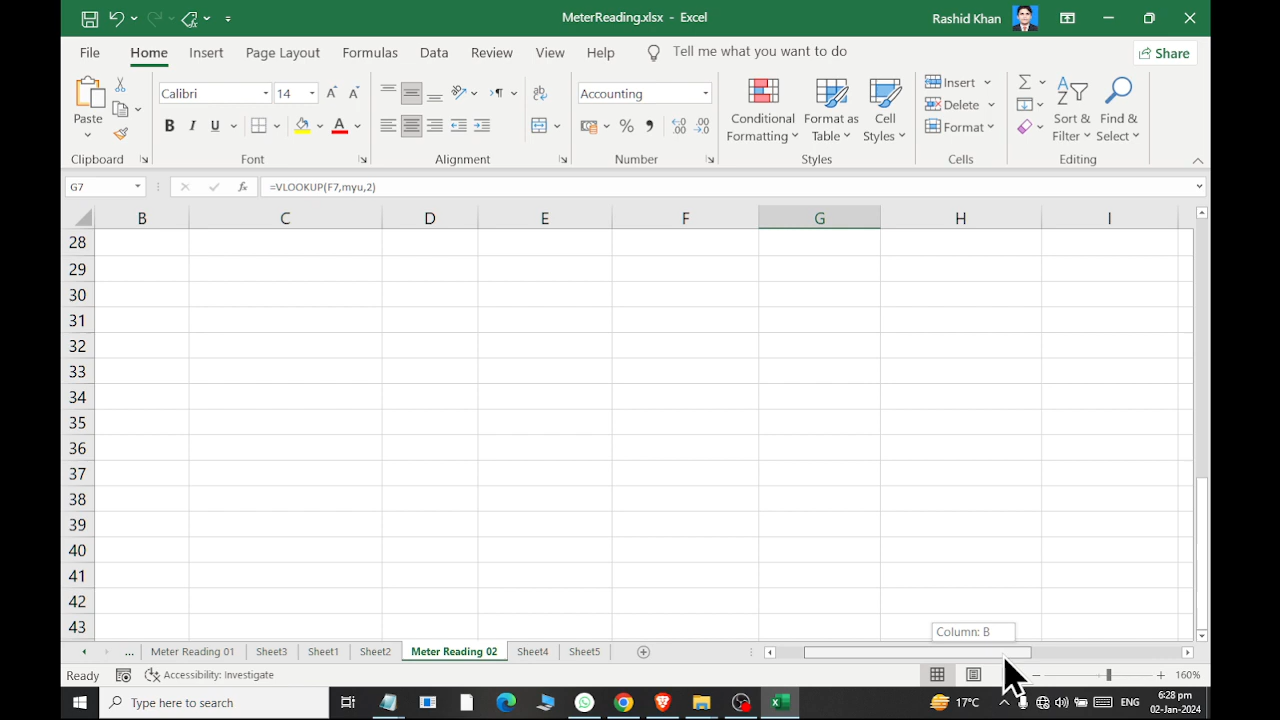 MeterReading.xlsx - Excel
Rashid Khan
File Home Insert Page Layout Formulas Data Review View Help Tell me what you want to do Share
Paste
Calibri 14
B I U A
Accounting
Conditional Formatting
Format as Table
Cell Styles
Insert
Delete
Format
Sort & Filter
Find & Select
Clipboard Font Alignment Number Styles Cells Editing
G7 fx =VLOOKUP(F7,myu,2)
B C D E F G H I
28
29
30
31
32
33
34
35
36
37
38
39
40
41
42
43
Column: B
... Meter Reading 01 Sheet3 Sheet1 Sheet2 Meter Reading 02 Sheet4 Sheet5
Ready Accessibility: Investigate 160%
Type here to search
17°C ENG
6:28 pm
02-Jan-2024